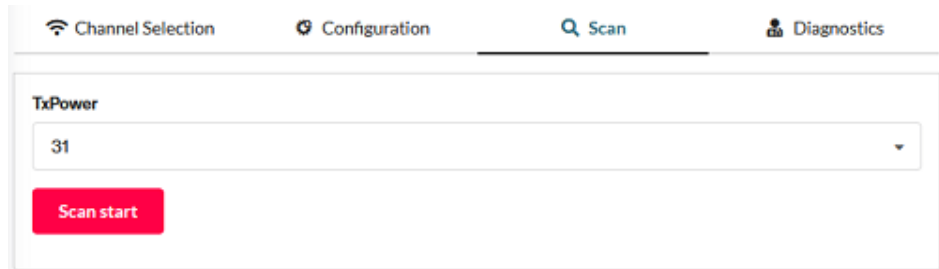 Channel Selection Configuration Scan Diagnostics
TxPower
31
Scan start